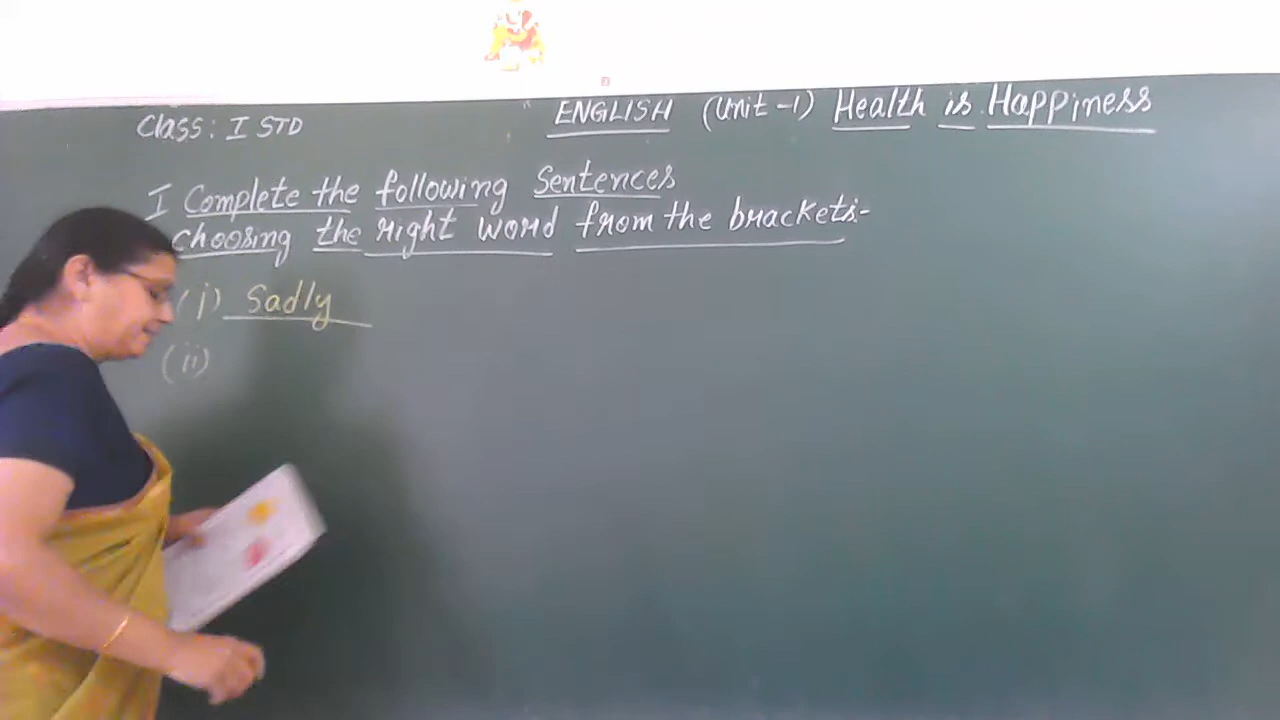 Class: I STD
ENGLISH (Unit -1) Health is Happiness
I Complete the following Sentences
choosing the right word from the brackets:-
(i) Sadly
(ii)